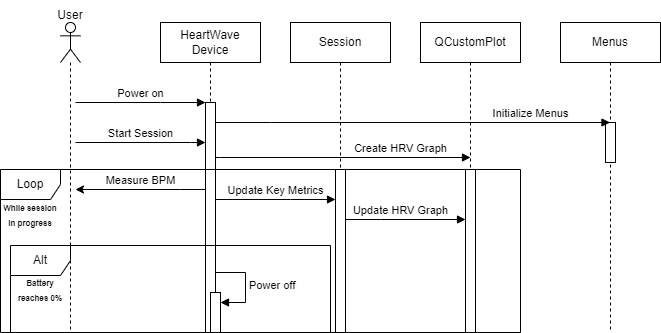 User
HeartWave
Device
Session
QCustomPlot
Menus
Power on
Initialize Menus
Start Session
Create HRV Graph
Loop
While session
in progress
Measure BPM
Update Key Metrics
Update HRV Graph
Alt
Battery
reaches 0%
Power off